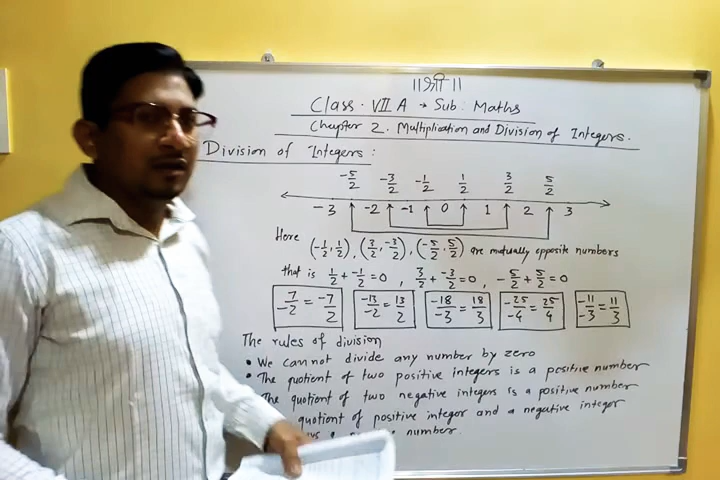 ॥श्री॥
Class - VII. A → Sub : Maths
Chapter 2. Multiplication and Division of Integers.
Division of Integers :
-5/2 -3/2 -1/2 1/2 3/2 5/2
-3 -2 -1 0 1 2 3
Here (-1/2, 1/2), (3/2, -3/2), (-5/2, 5/2) are mutually opposite numbers
that is 1/2 + -1/2 = 0 , 3/2 + -3/2 = 0 , -5/2 + 5/2 = 0
7/-2 = -7/2 -13/-2 = 13/2 -18/-3 = 18/3 -25/-4 = 25/4 -11/-3 = 11/3
The rules of division
• We can not divide any number by zero
• The quotient of two positive integers is a positive number
The quotient of two negative integers is a positive number
quotient of positive integer and a negative integer
number.